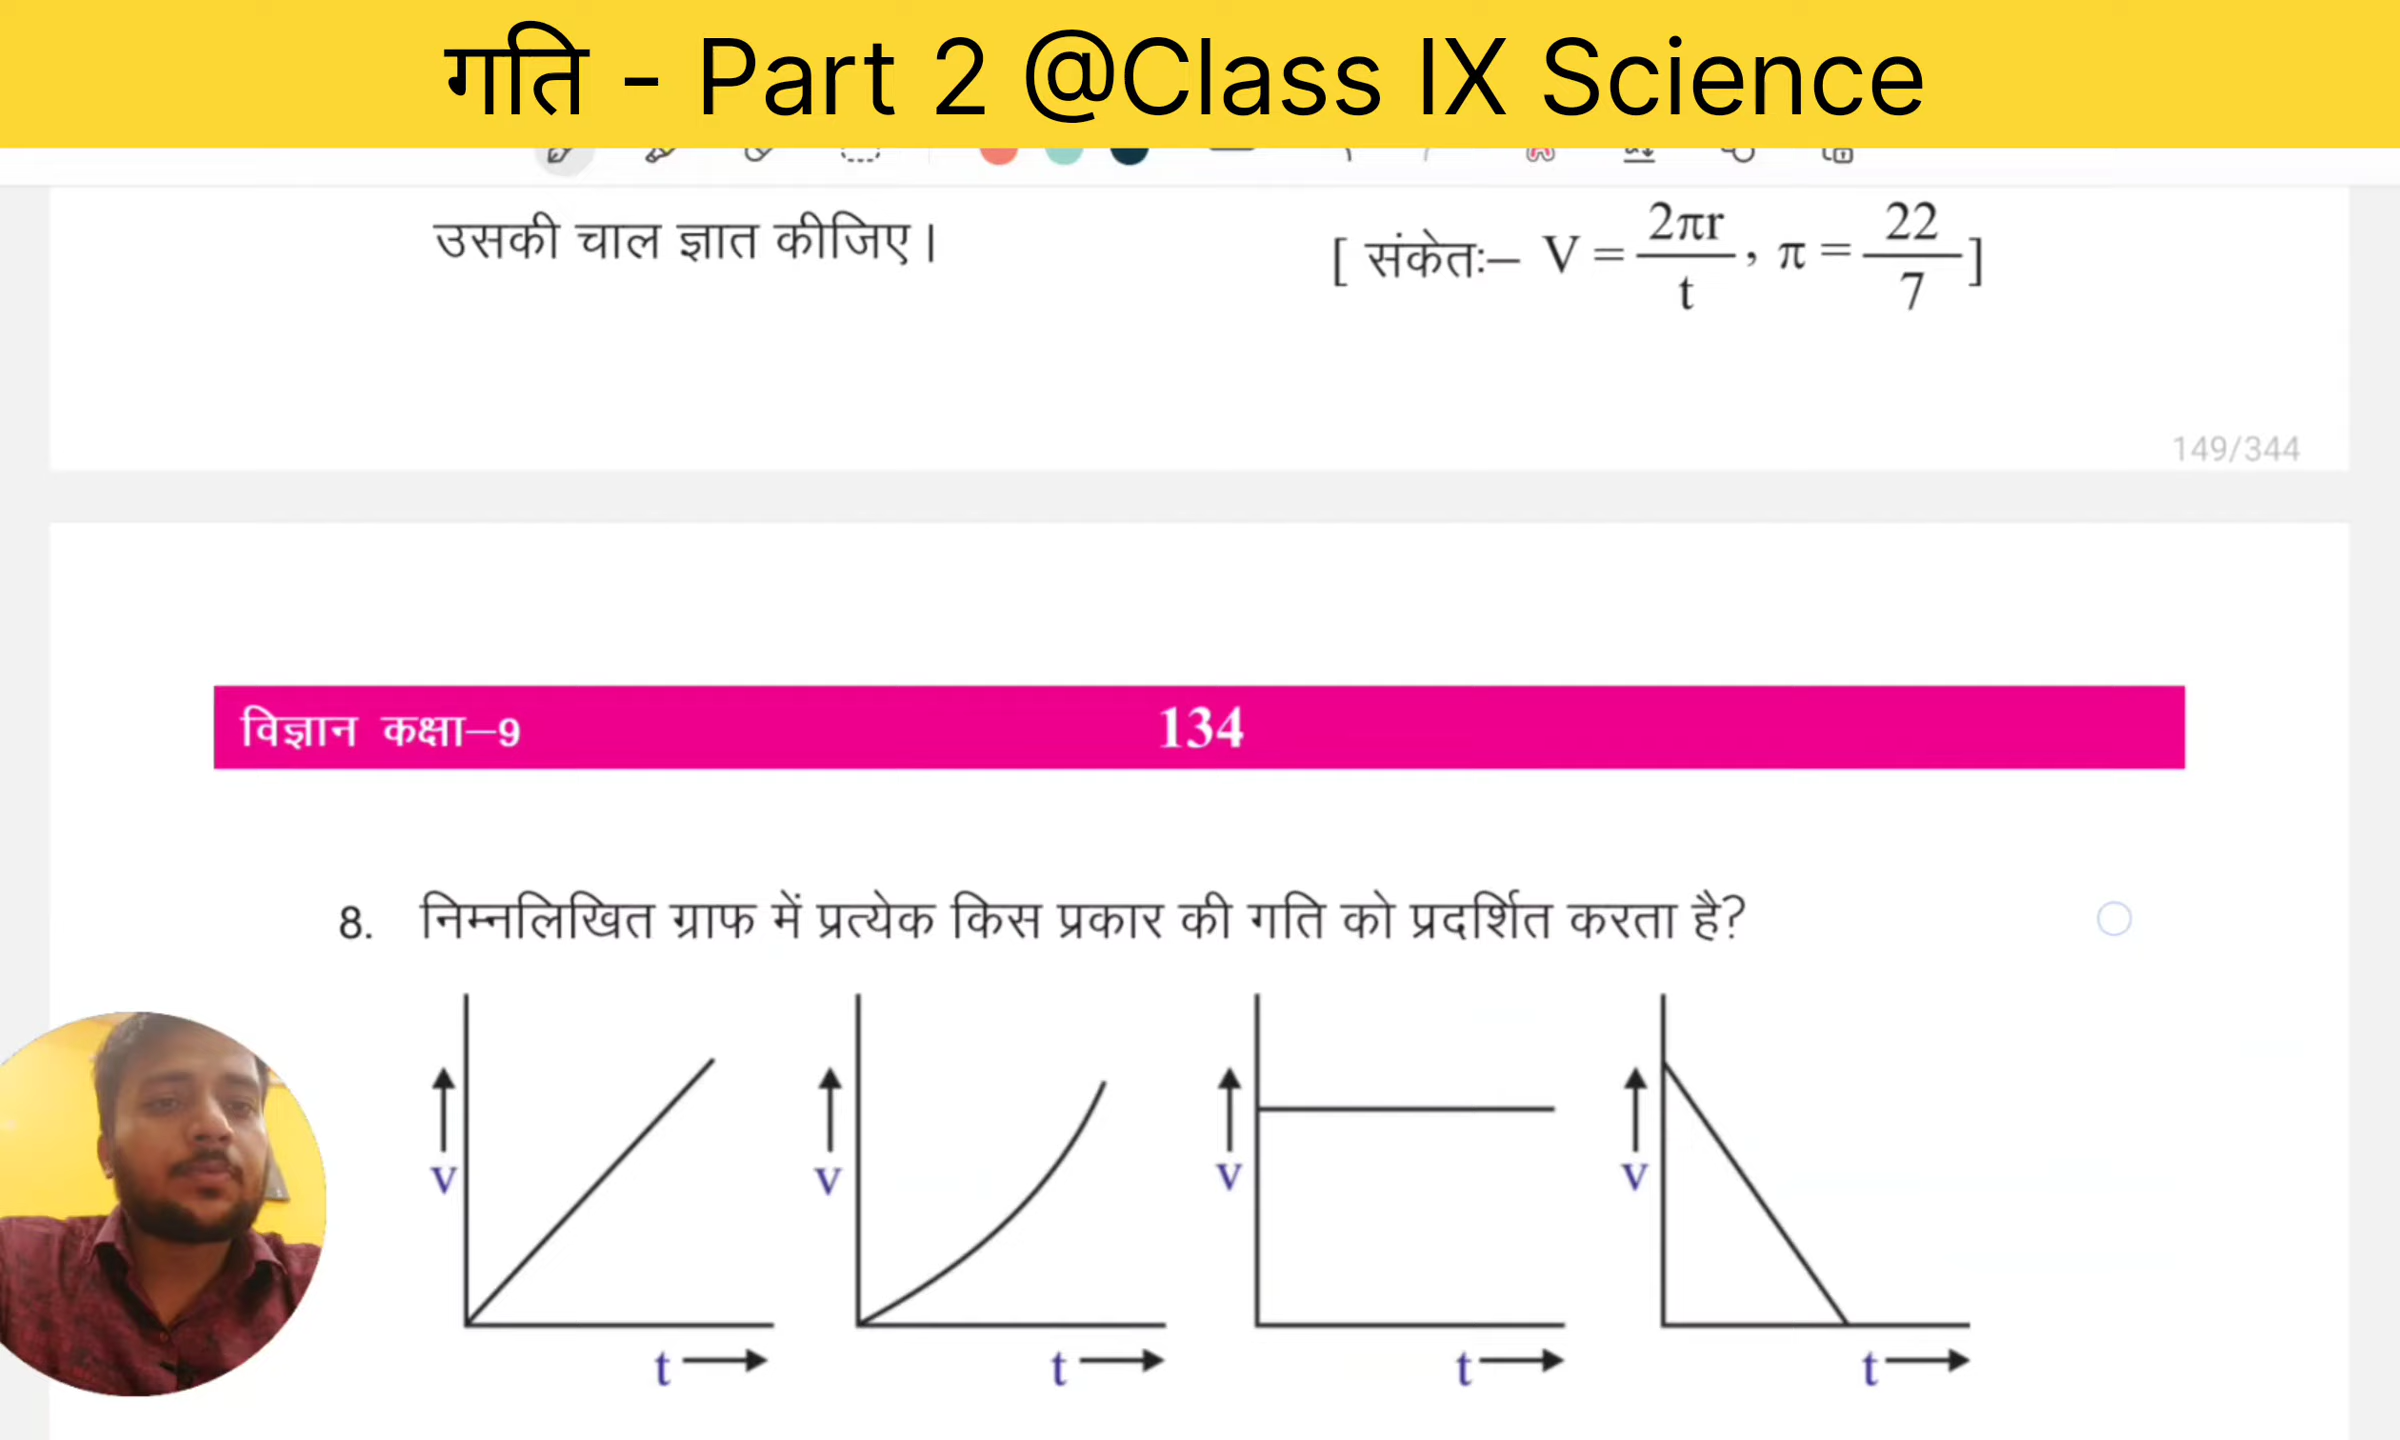 गति - Part 2 @Class IX Science
उसकी चाल ज्ञात कीजिए। [ संकेतः– V = 2πr/t, π = 22/7 ]
149/344
विज्ञान कक्षा–9 134
8. निम्नलिखित ग्राफ में प्रत्येक किस प्रकार की गति को प्रदर्शित करता है?
v v v v
t t t t